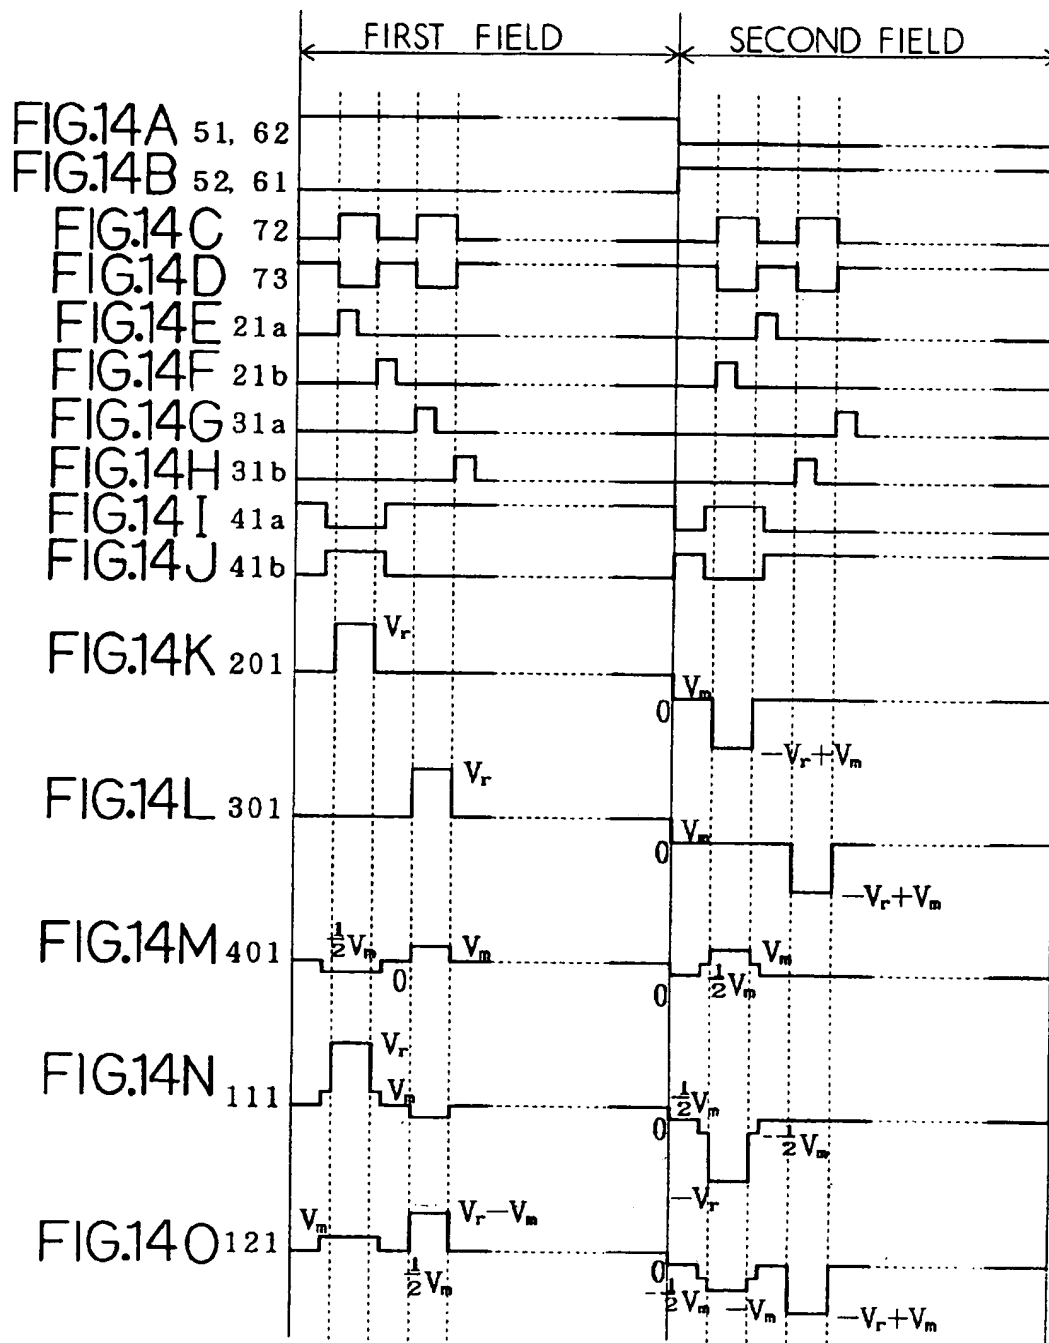 FIRST FIELD SECOND FIELD
FIG.14A 51, 62
FIG.14B 52, 61
FIG.14C 72
FIG.14D 73
FIG.14E 21a
FIG.14F 21b
FIG.14G 31a
FIG.14H 31b
FIG.14I 41a
FIG.14J 41b
FIG.14K 201 Vr 0 Vm -Vr+Vm
FIG.14L 301 Vr 0 Vm -Vr+Vm
FIG.14M 401 1/2Vm 0 Vm 0 1/2Vm Vm
FIG.14N 111 Vr Vm 1/2Vm 0 -1/2Vm -Vr
FIG.14O 121 Vm Vr-Vm 1/2Vm 0 -1/2Vm -Vm -Vr+Vm